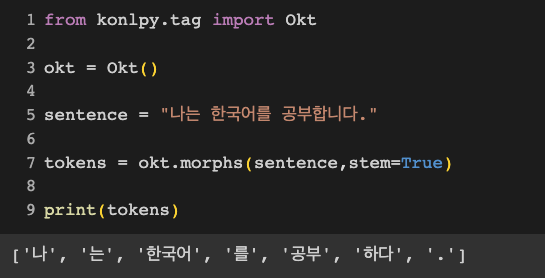 1 from konlpy.tag import Okt
2
3 okt = Okt()
4
5 sentence = "나는 한국어를 공부합니다."
6
7 tokens = okt.morphs(sentence,stem=True)
8
9 print(tokens)
['나', '는', '한국어', '를', '공부', '하다', '.']